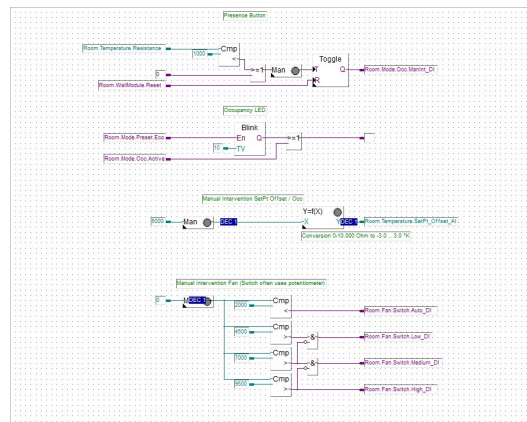 Presence Button
Room.Temperature.Resistance
Cmp
1000
<
Toggle
0
>=1
Man
T
Q
Room.Mode.Occ.ManInt_DI
Room.WallModule.Reset
R
Occupancy LED
Blink
Room.Mode.Preset.Eco
En
Q
>=1
10
TV
Room.Mode.Occ.Active
Manual Intervention SetPt Offset / Occ
Y=f(X)
Man
DEC 1
X
Y
DEC 1
Room.Temperature.SetPt_Offset_AI
Conversion 0-10.000 Ohm to -3.0 .. 3.0 °K
Manual Intervention Fan (Switch often uses potentiometer)
0
M
DEC 1
2000
Cmp
<
Room.Fan.Switch.Auto_DI
4500
Cmp
>
&
Room.Fan.Switch.Low_DI
7000
Cmp
>
&
Room.Fan.Switch.Medium_DI
9500
Cmp
>
Room.Fan.Switch.High_DI